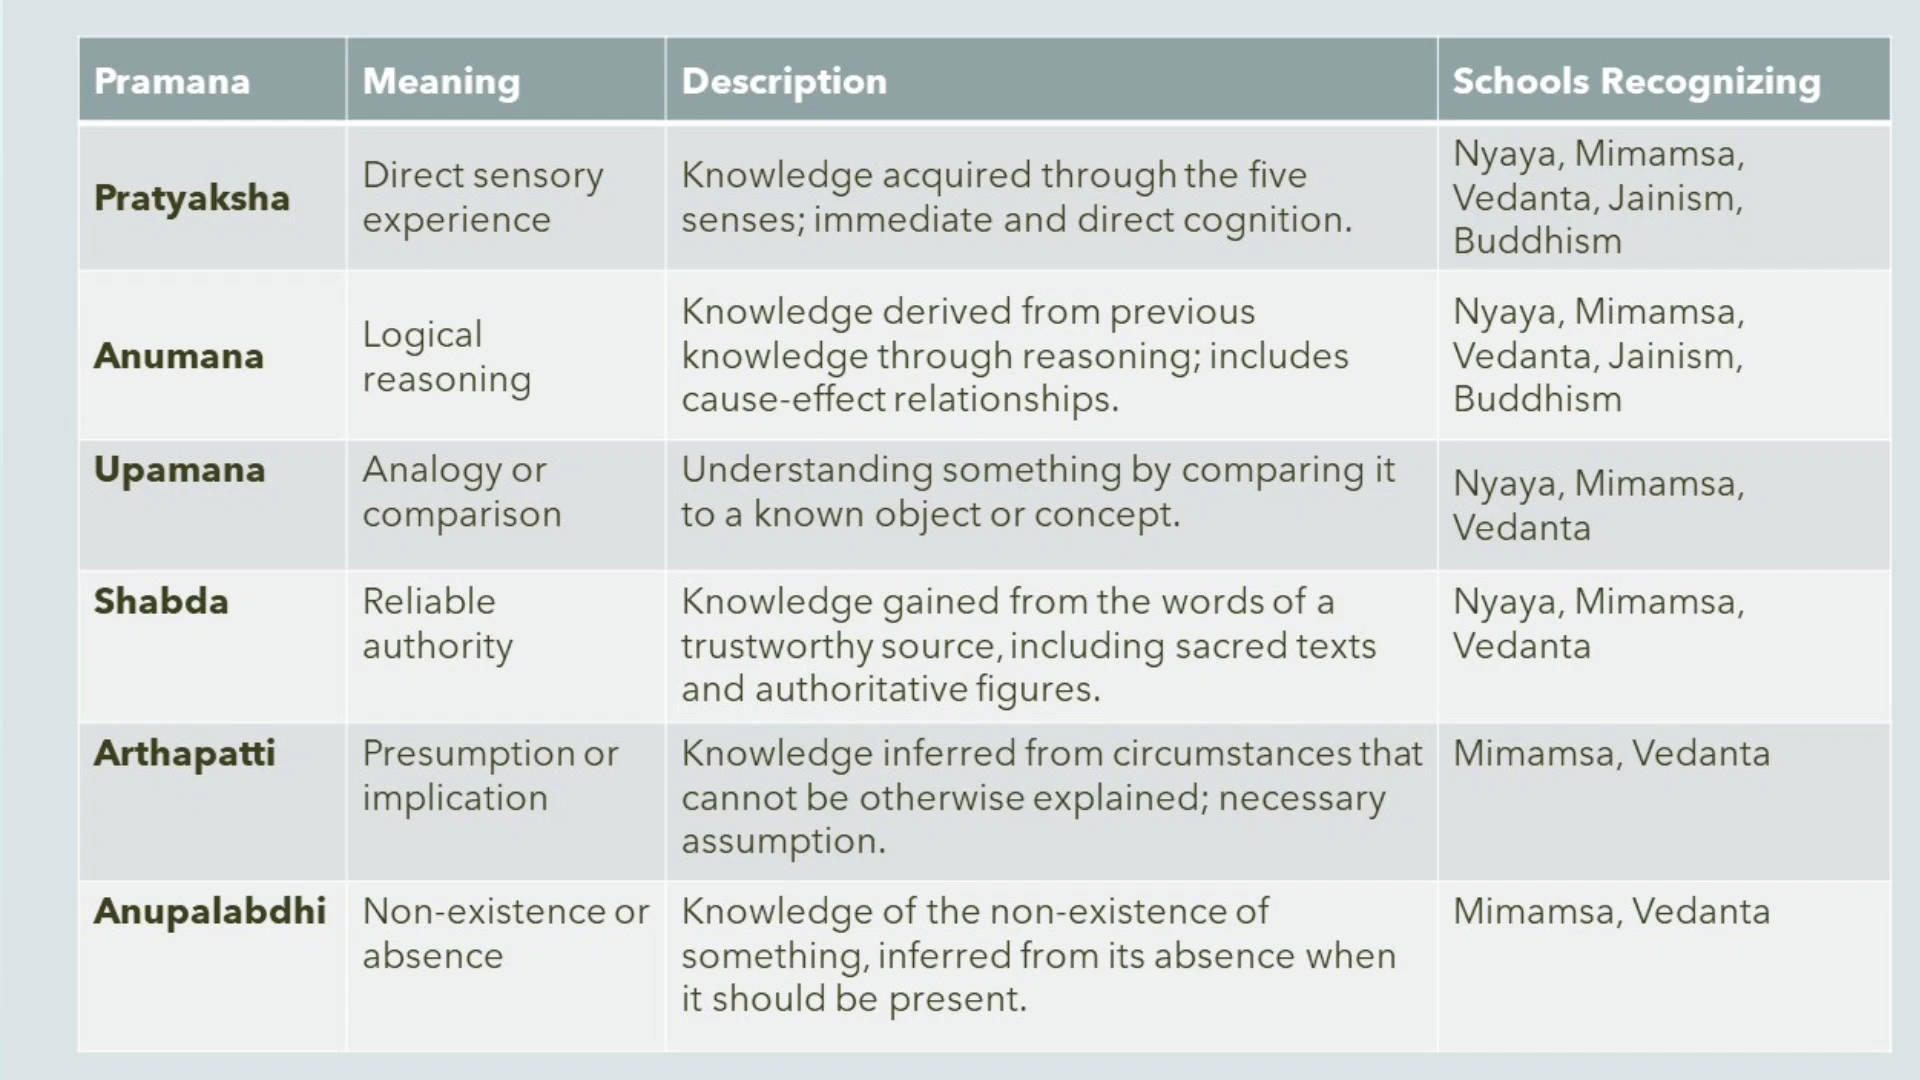 Pramana
Meaning
Description
Schools Recognizing
Pratyaksha
Direct sensory
experience
Knowledge acquired through the five
senses; immediate and direct cognition.
Nyaya, Mimamsa,
Vedanta, Jainism,
Buddhism
Anumana
Logical
reasoning
Knowledge derived from previous
knowledge through reasoning; includes
cause-effect relationships.
Nyaya, Mimamsa,
Vedanta, Jainism,
Buddhism
Upamana
Analogy or
comparison
Understanding something by comparing it
to a known object or concept.
Nyaya, Mimamsa,
Vedanta
Shabda
Reliable
authority
Knowledge gained from the words of a
trustworthy source, including sacred texts
and authoritative figures.
Nyaya, Mimamsa,
Vedanta
Arthapatti
Presumption or
implication
Knowledge inferred from circumstances that
cannot be otherwise explained; necessary
assumption.
Mimamsa, Vedanta
Anupalabdhi
Non-existence or
absence
Knowledge of the non-existence of
something, inferred from its absence when
it should be present.
Mimamsa, Vedanta